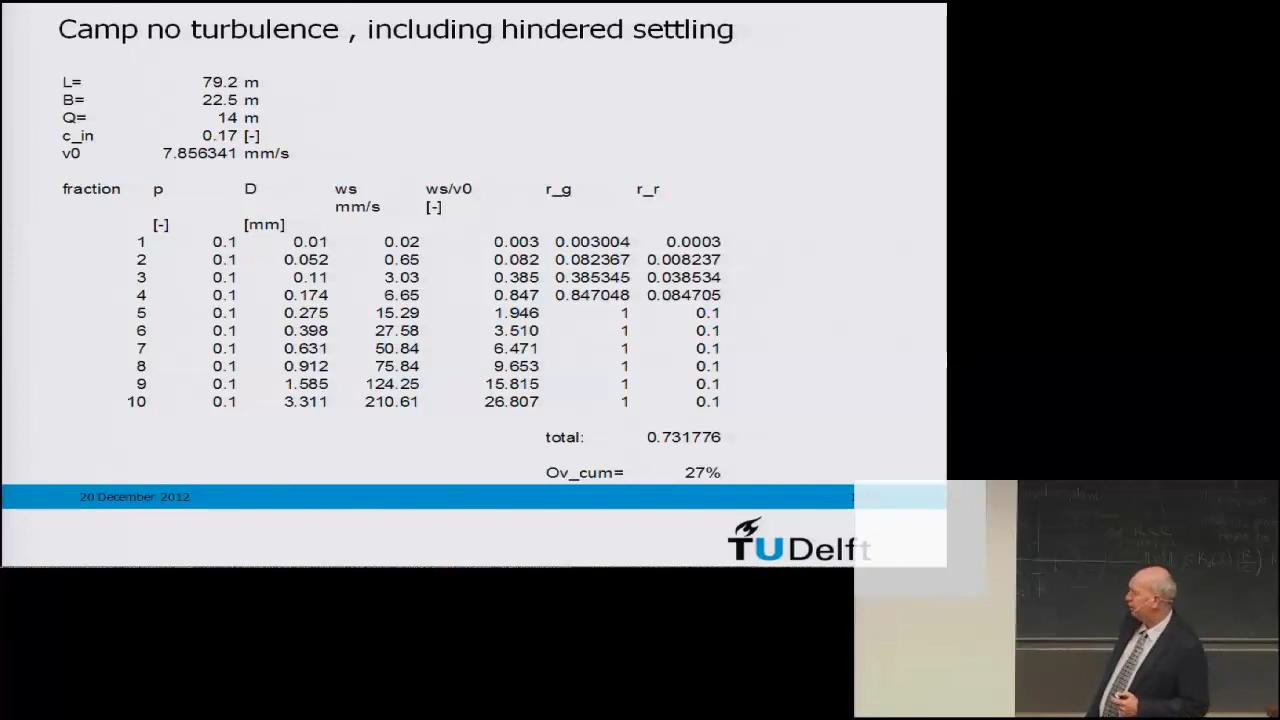 Camp no turbulence , including hindered settling
L= 79.2 m
B= 22.5 m
Q= 14 m
c_in 0.17 [-]
v0 7.856341 mm/s
fraction p D ws ws/v0 r_g r_r
mm/s [-]
[-] [mm]
1 0.1 0.01 0.02 0.003 0.003004 0.0003
2 0.1 0.052 0.65 0.082 0.082367 0.008237
3 0.1 0.11 3.03 0.385 0.385345 0.038534
4 0.1 0.174 6.65 0.847 0.847048 0.084705
5 0.1 0.275 15.29 1.946 1 0.1
6 0.1 0.398 27.58 3.510 1 0.1
7 0.1 0.631 50.84 6.471 1 0.1
8 0.1 0.912 75.84 9.653 1 0.1
9 0.1 1.585 124.25 15.815 1 0.1
10 0.1 3.311 210.61 26.807 1 0.1
total: 0.731776
Ov_cum= 27%
20 December 2012
TU Delft